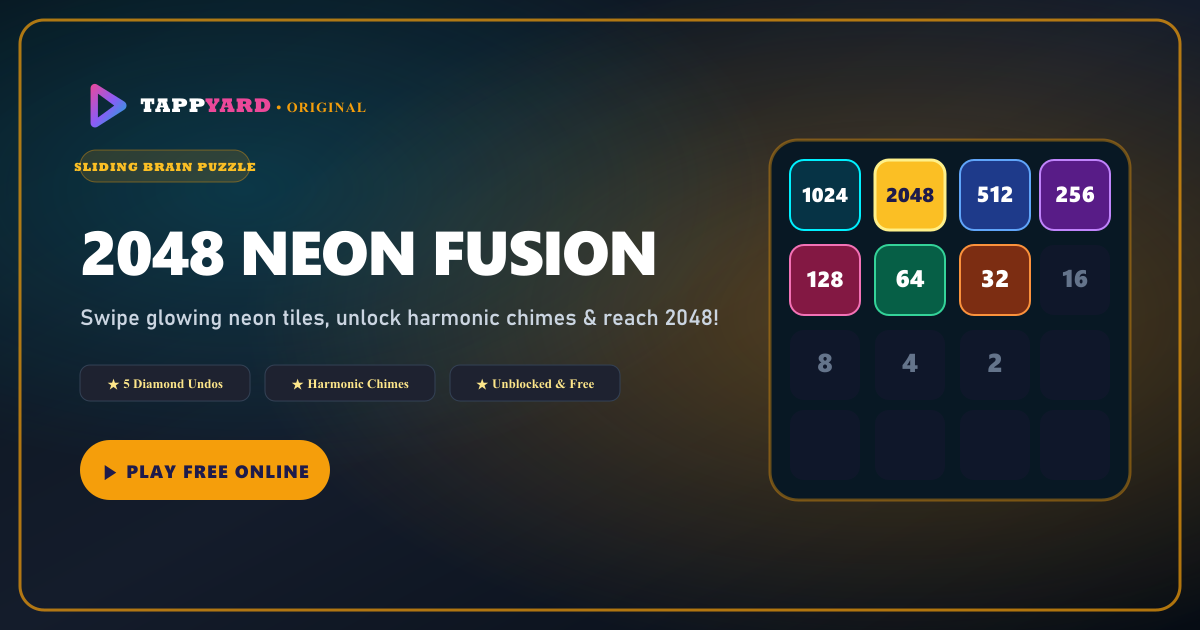 TAPPYARD • ORIGINAL
SLIDING BRAIN PUZZLE
2048 NEON FUSION
Swipe glowing neon tiles, unlock harmonic chimes & reach 2048!
★ 5 Diamond Undos ★ Harmonic Chimes ★ Unblocked & Free
▶ PLAY FREE ONLINE
1024 2048 512 256
128 64 32 16
8 4 2